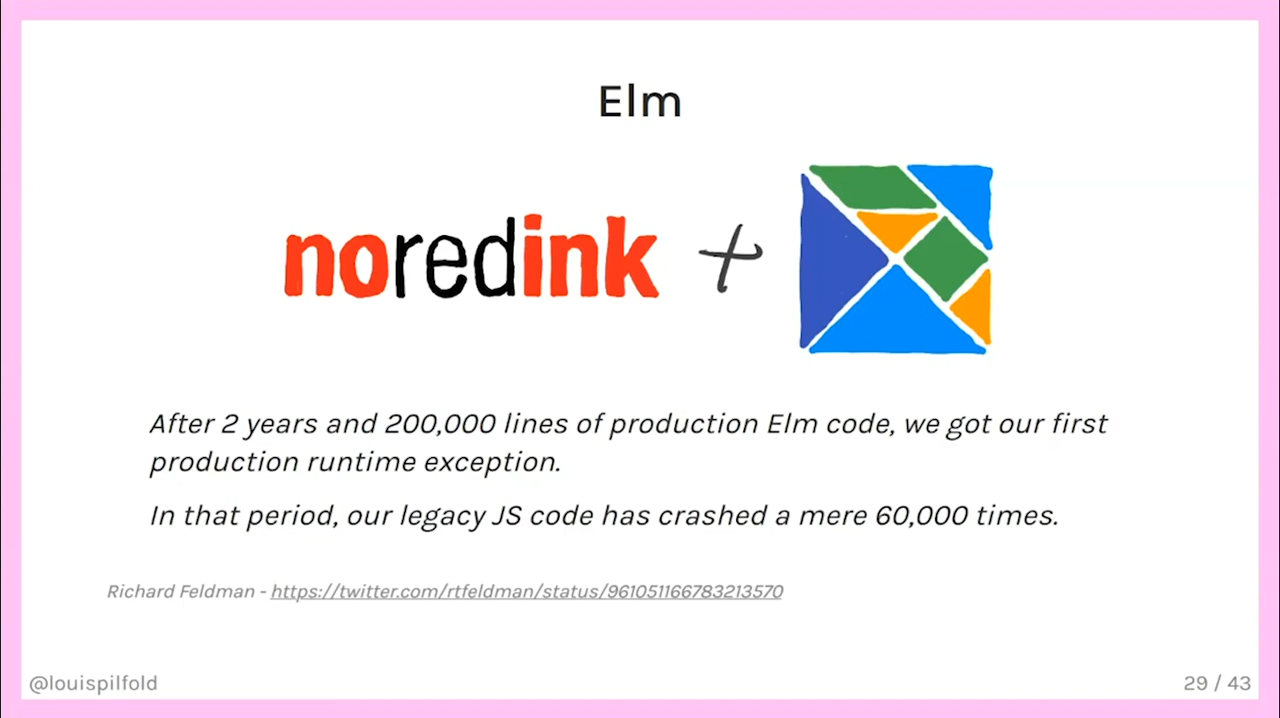 Elm
noredink
After 2 years and 200,000 lines of production Elm code, we got our first
production runtime exception.
In that period, our legacy JS code has crashed a mere 60,000 times.
Richard Feldman - https://twitter.com/rtfeldman/status/961051166783213570
@louispilfold
29 / 43